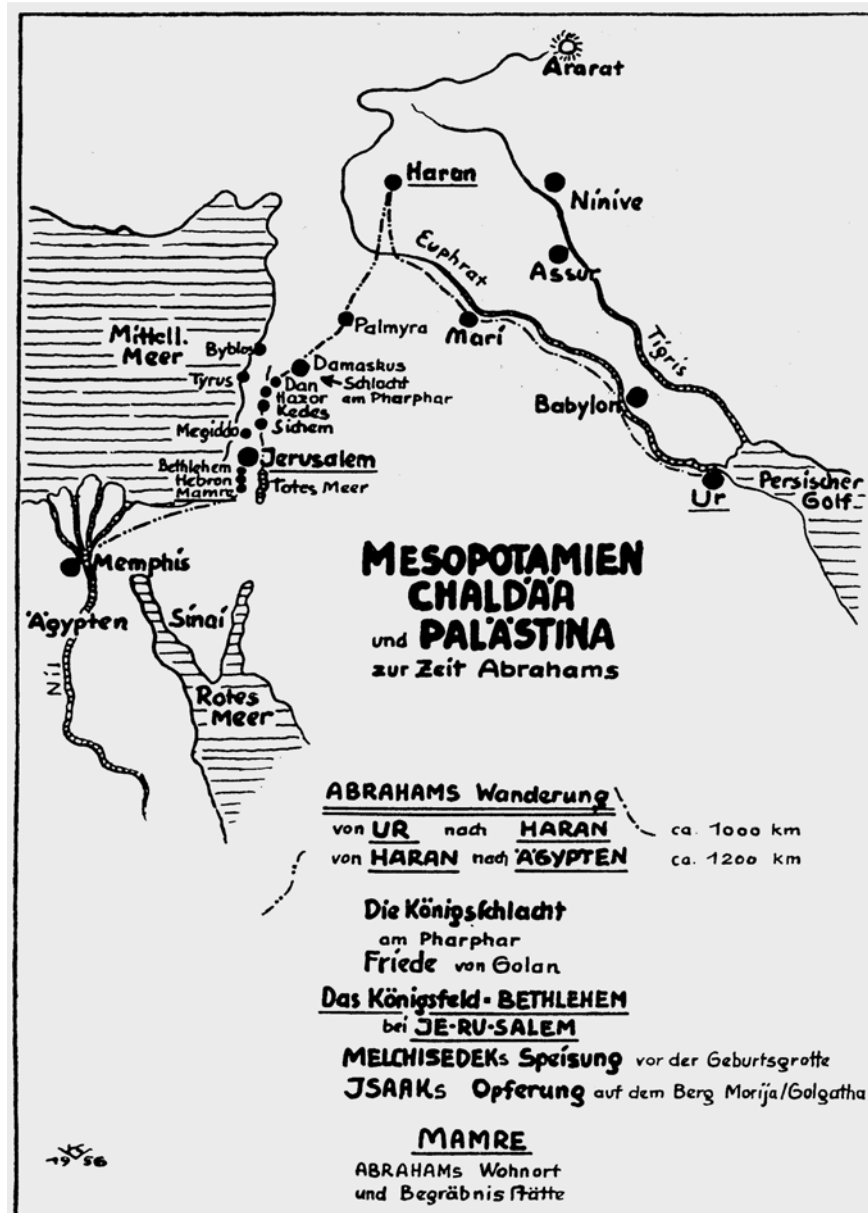 Ararat
Haran
Ninive
Euphrat
Assur
Mittell.
Meer
Byblos
Palmyra
Mari
Tigris
Tyrus
Damaskus
Dan
Schlacht
am Pharphar
Hazor
Kedes
Babylon
Megiddo
Sichem
Jerusalem
Bethlehem
Hebron
Mamre
Totes Meer
Ur
Persischer
Golf
Memphis
Ägypten
Sinai
Nil
Rotes
Meer
MESOPOTAMIEN
CHALDÄÄ
und PALÄSTINA
zur Zeit Abrahams
ABRAHAMS Wanderung
von UR nach HARAN ca. 1000 km
von HARAN nach ÄGYPTEN ca. 1200 km
Die Königsſchlacht
am Pharphar
Friede von Golan
Das Königsfeld = BETHLEHEM
bei JE-RU-SALEM
MELCHISEDEKs Speisung vor der Geburtsgrotte
JSAAKs Opferung auf dem Berg Morija/Golgatha
MAMRE
ABRAHAMs Wohnort
und Begräbnisſtätte
1956